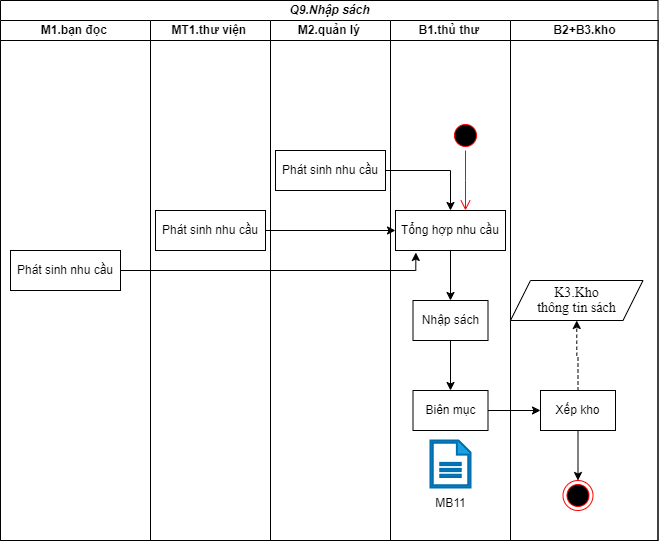 Q9.Nhập sách
M1.bạn đọc
MT1.thư viện
M2.quản lý
B1.thủ thư
B2+B3.kho
Phát sinh nhu cầu
Phát sinh nhu cầu
Tổng hợp nhu cầu
Phát sinh nhu cầu
K3.Kho
thông tin sách
Nhập sách
Biên mục
Xếp kho
MB11